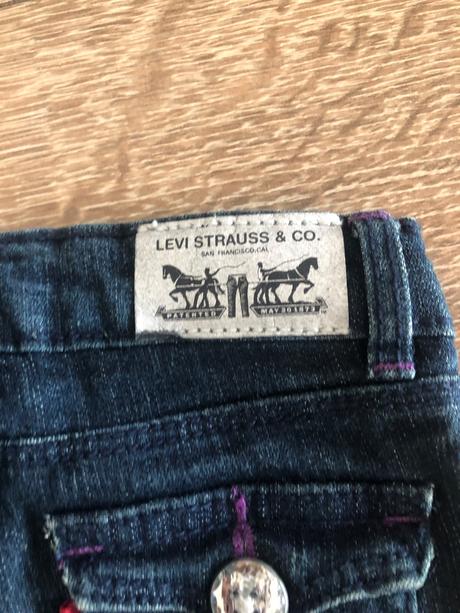 LEVI STRAUSS & CO.
SAN FRANCISCO,CAL.
PATENTED MAY 20 1873